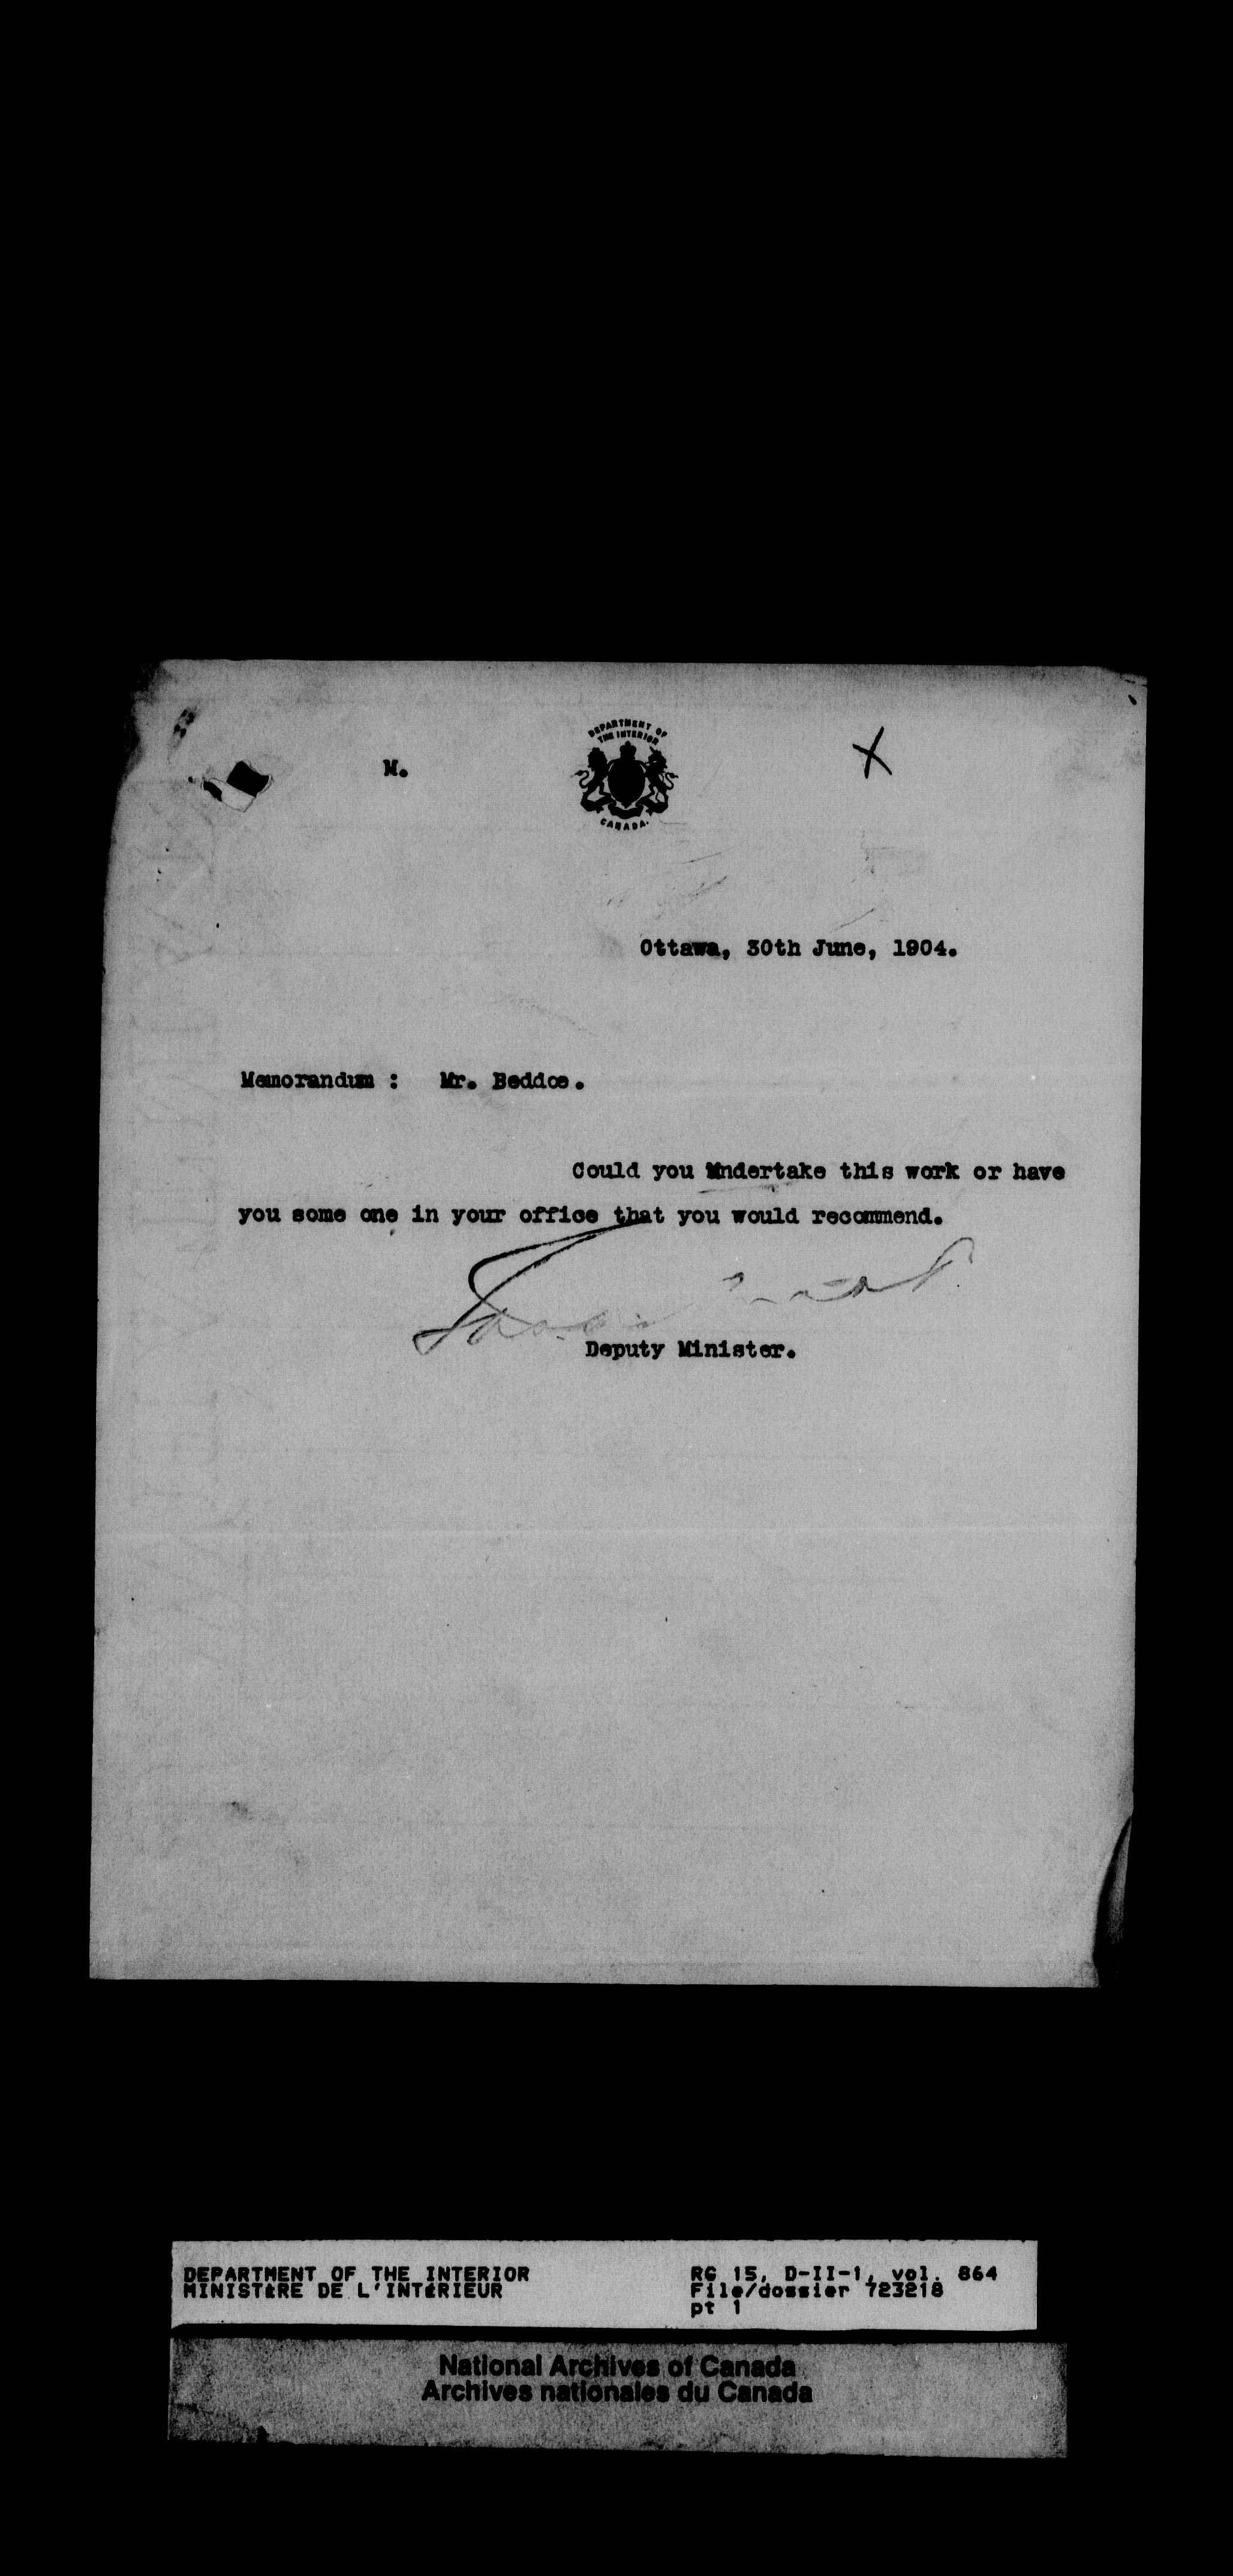 M.
DEPARTMENT OF
THE INTERIOR
CANADA.
X
Ottawa, 30th June, 1904.
Memorandum : Mr. Beddoe.
Could you undertake this work or have
you some one in your office that you would recommend.
Deputy Minister.
DEPARTMENT OF THE INTERIOR
MINISTÈRE DE L'INTÉRIEUR
RG 15, D-II-1, vol. 864
File/dossier 723218
pt 1
National Archives of Canada
Archives nationales du Canada